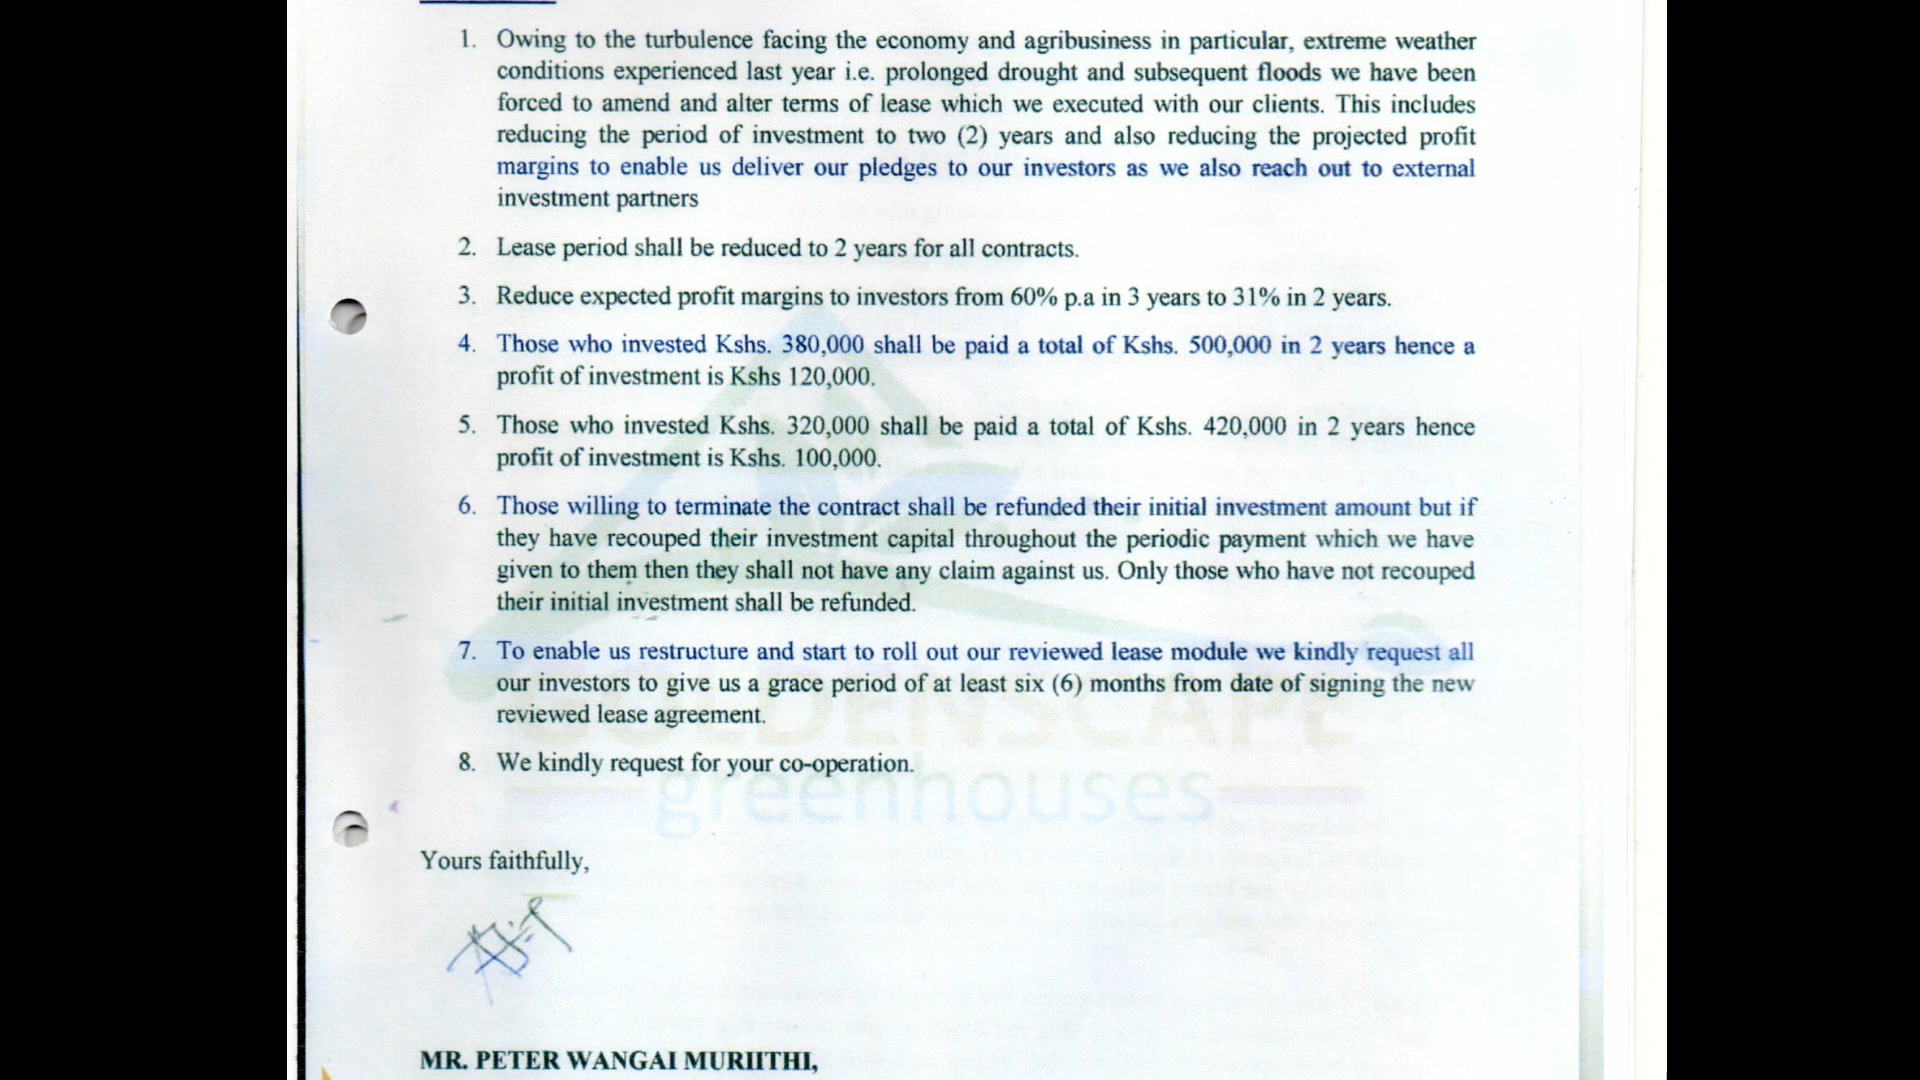 1. Owing to the turbulence facing the economy and agribusiness in particular, extreme weather
conditions experienced last year i.e. prolonged drought and subsequent floods we have been
forced to amend and alter terms of lease which we executed with our clients. This includes
reducing the period of investment to two (2) years and also reducing the projected profit
margins to enable us deliver our pledges to our investors as we also reach out to external
investment partners
2. Lease period shall be reduced to 2 years for all contracts.
3. Reduce expected profit margins to investors from 60% p.a in 3 years to 31% in 2 years.
4. Those who invested Kshs. 380,000 shall be paid a total of Kshs. 500,000 in 2 years hence a
profit of investment is Kshs 120,000.
5. Those who invested Kshs. 320,000 shall be paid a total of Kshs. 420,000 in 2 years hence
profit of investment is Kshs. 100,000.
6. Those willing to terminate the contract shall be refunded their initial investment amount but if
they have recouped their investment capital throughout the periodic payment which we have
given to them then they shall not have any claim against us. Only those who have not recouped
their initial investment shall be refunded.
7. To enable us restructure and start to roll out our reviewed lease module we kindly request all
our investors to give us a grace period of at least six (6) months from date of signing the new
reviewed lease agreement.
GOLDENSCAPE
8. We kindly request for your co-operation.
greenhouses
Yours faithfully,
MR. PETER WANGAI MURIITHI,